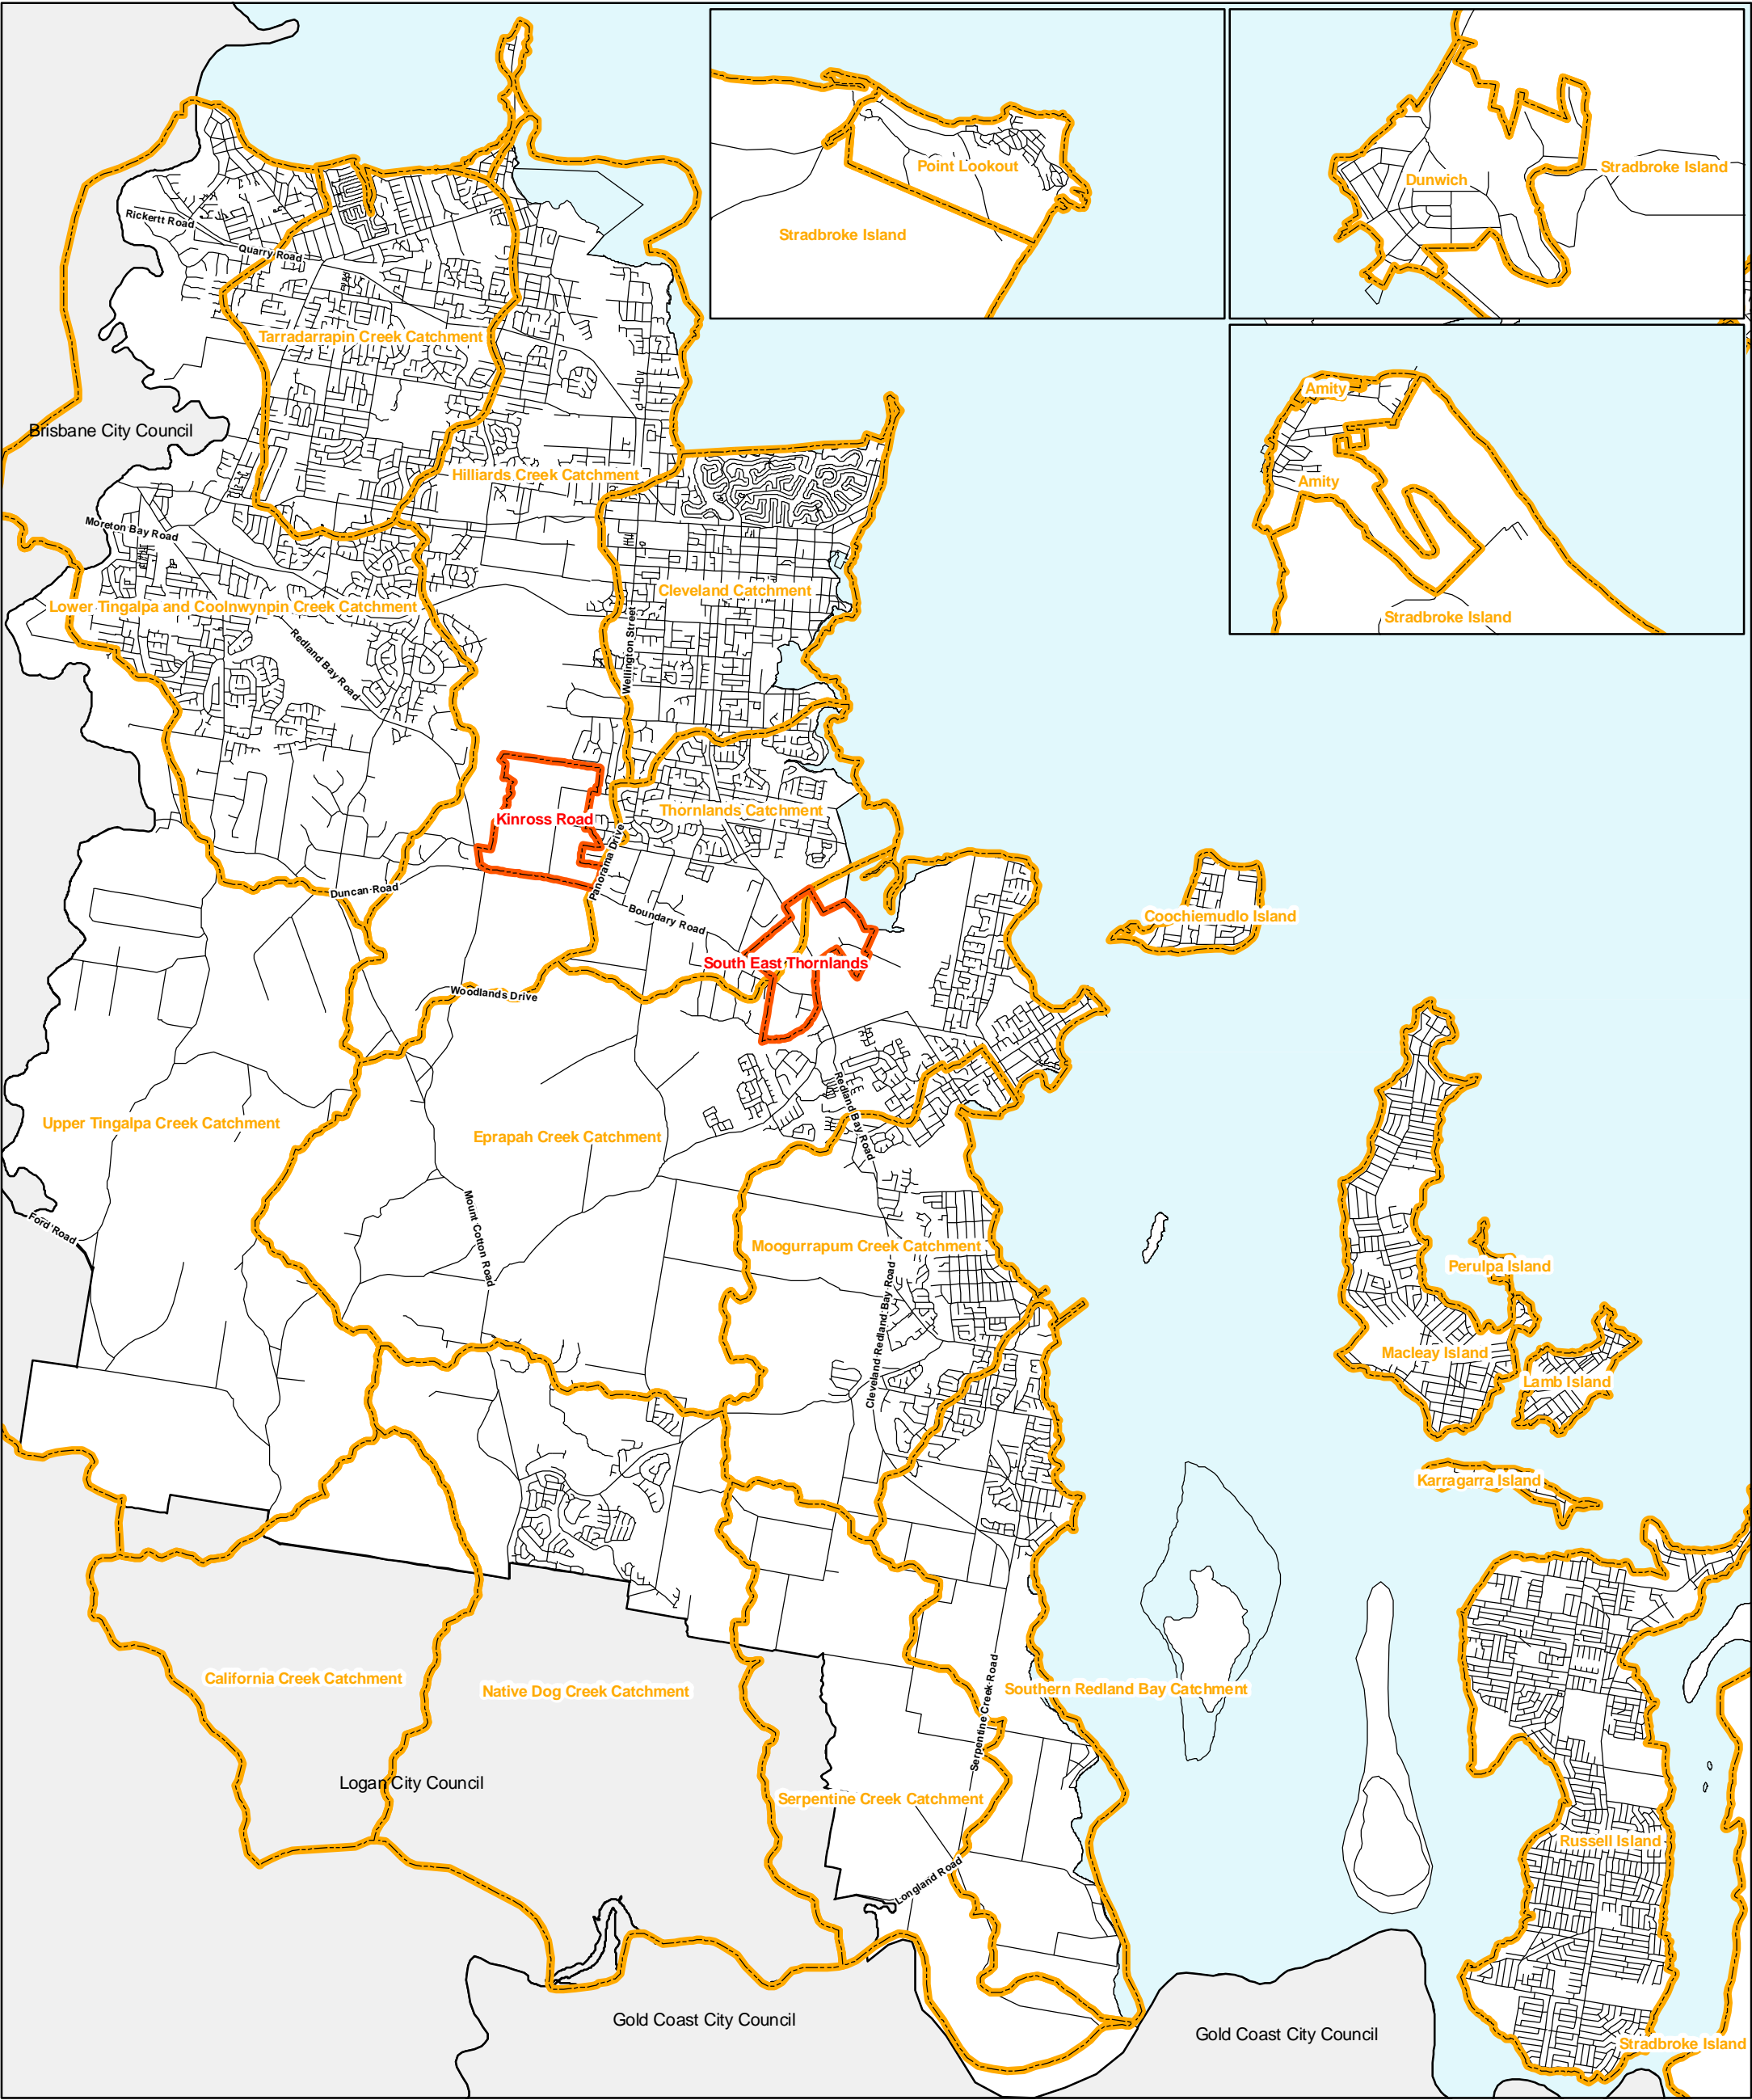 Point Lookout
Stradbroke Island
Dunwich
Stradbroke Island
Rickertt Road
Quarry Road
Tarradarrapin Creek Catchment
Amity
Brisbane City Council
Hilliards Creek Catchment
Amity
Moreton Bay Road
Cleveland Catchment
Lower Tingalpa and Coolnwynpin Creek Catchment
Stradbroke Island
Wellington Street
Redland Bay Road
Thornlands Catchment
Kinross Road
Panorama Drive
Duncan Road
Boundary Road
Coochiemudlo Island
South East Thornlands
Woodlands Drive
Redland Bay Road
Upper Tingalpa Creek Catchment
Eprapah Creek Catchment
Ford Road
Mount Cotton Road
Moogurrapum Creek Catchment
Perulpa Island
Cleveland Redland Bay Road
Macleay Island
Lamb Island
Karragarra Island
California Creek Catchment
Native Dog Creek Catchment
Southern Redland Bay Catchment
Serpentine Creek Road
Logan City Council
Serpentine Creek Catchment
Russell Island
Longland Road
Gold Coast City Council
Gold Coast City Council
Stradbroke Island